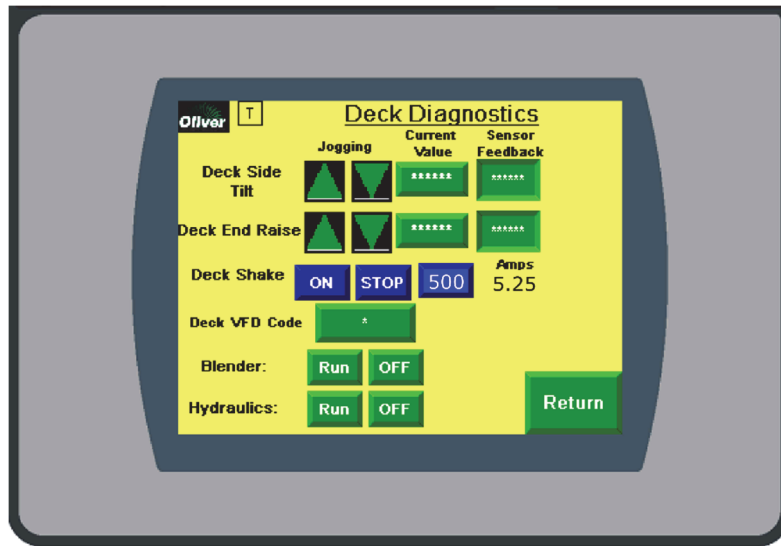 Oliver T Deck Diagnostics
Jogging Current Value Sensor Feedback
Deck Side Tilt ****** ******
Deck End Raise ****** ******
Amps
Deck Shake ON STOP 500 5.25
Deck VFD Code *
Blender: Run OFF
Hydraulics: Run OFF
Return